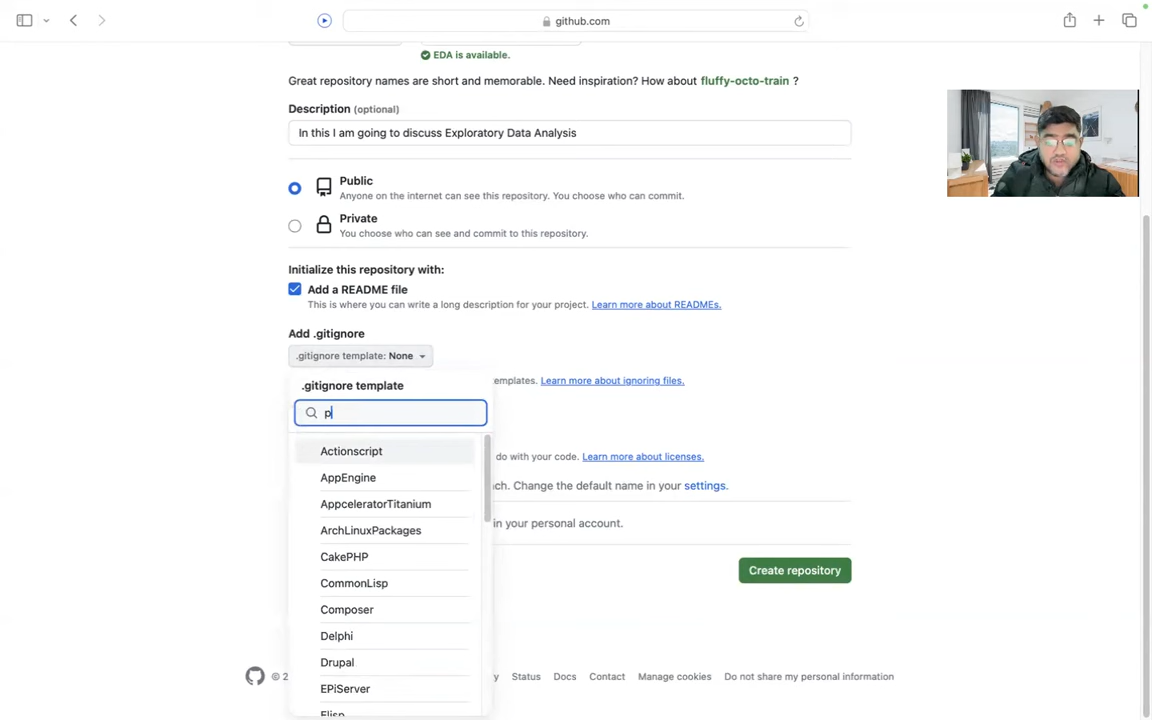 github.com
EDA is available.
Great repository names are short and memorable. Need inspiration? How about fluffy-octo-train ?
Description (optional)
In this I am going to discuss Exploratory Data Analysis
Public
Anyone on the internet can see this repository. You choose who can commit.
Private
You choose who can see and commit to this repository.
Initialize this repository with:
Add a README file
This is where you can write a long description for your project. Learn more about READMEs.
Add .gitignore
.gitignore template: None
.gitignore template
templates. Learn more about ignoring files.
p
Actionscript
do with your code. Learn more about licenses.
AppEngine
Change the default name in your settings.
AppceleratorTitanium
in your personal account.
ArchLinuxPackages
CakePHP
Create repository
CommonLisp
Composer
Delphi
Drupal
© 2
Status Docs Contact Manage cookies Do not share my personal information
EPiServer
Elisp